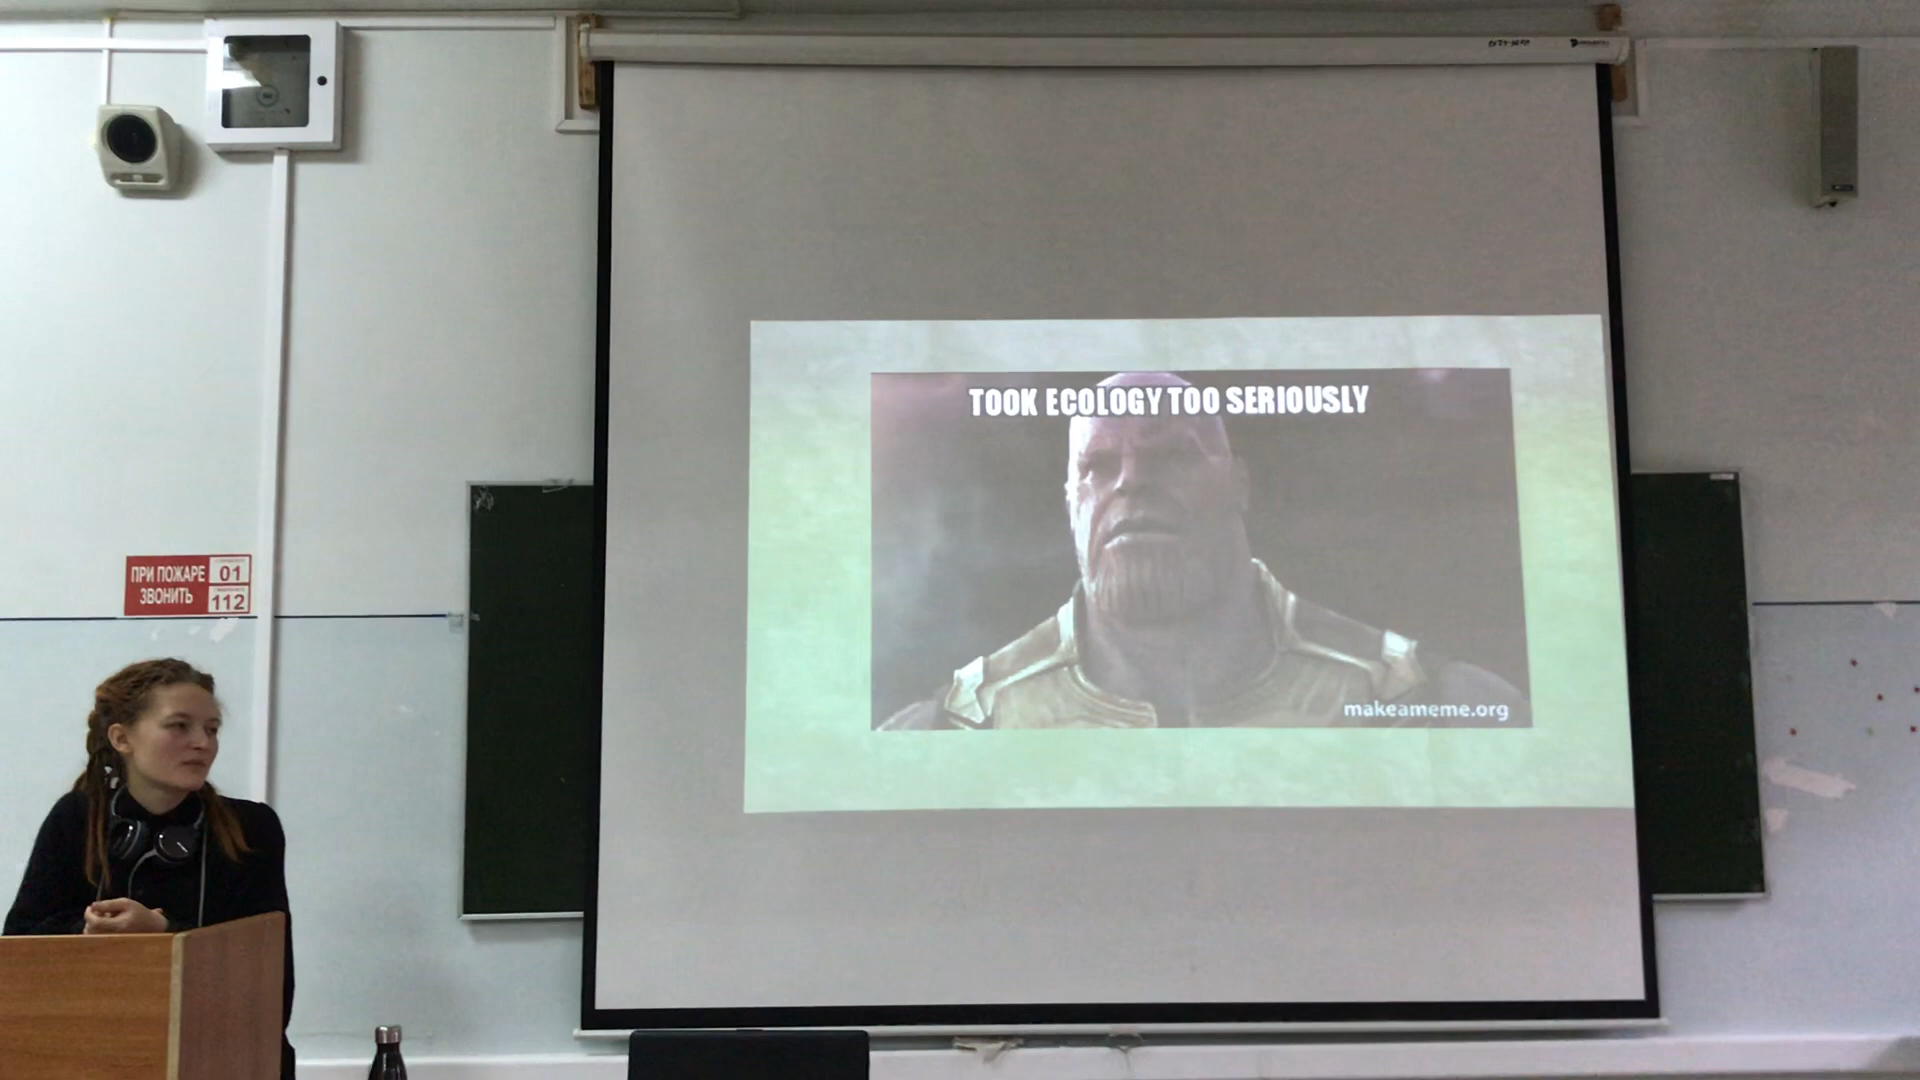 TOOK ECOLOGY TOO SERIOUSLY
makeameme.org
ПРИ ПОЖАРЕ
ЗВОНИТЬ
01
112